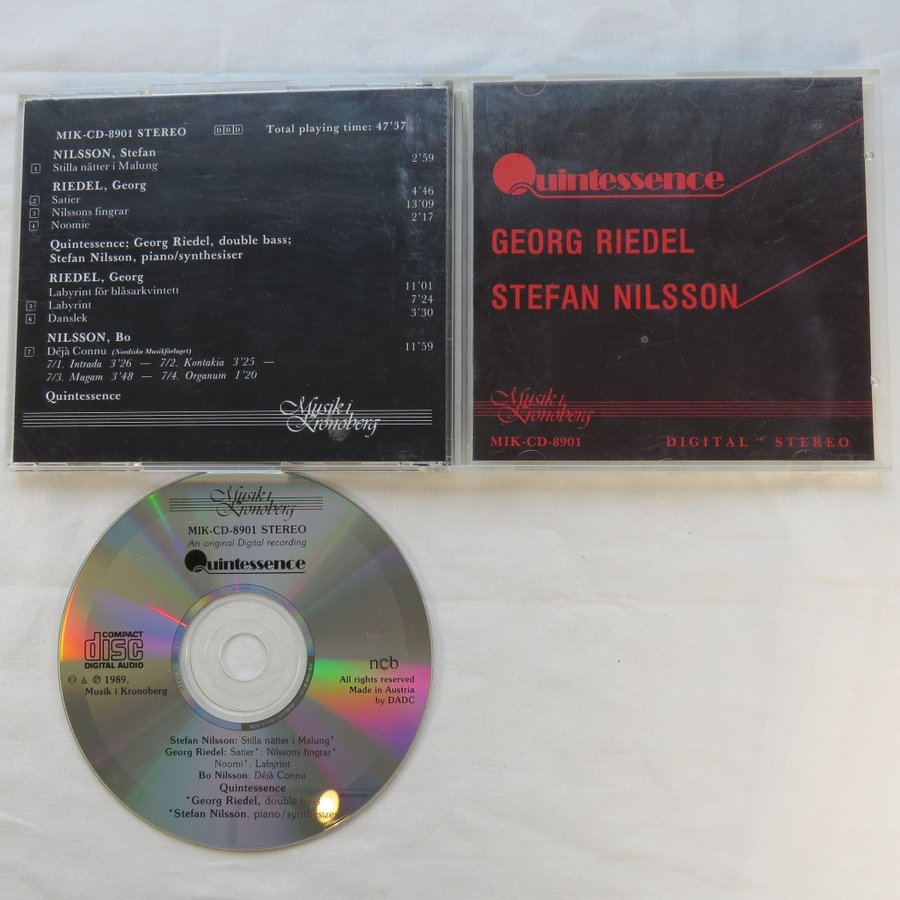 MIK-CD-8901 STEREO DDD Total playing time: 47'37
NILSSON, Stefan
1 Stilla nätter i Malung 2'59
RIEDEL, Georg
2 Satier 4'46
3 Nilssons fingrar 13'09
4 Noomie 2'17
Quintessence; Georg Riedel, double bass;
Stefan Nilsson, piano/synthesiser
RIEDEL, Georg
Labyrint för blåsarkvintett 11'01
5 Labyrint 7'24
6 Danslek 3'30
NILSSON, Bo
7 Déjà Connu (Nordiska Musikförlaget) 11'59
7/1. Intrada 3'26 — 7/2. Kontakia 3'25 —
7/3. Magam 3'48 — 7/4. Organum 1'20
Quintessence
Musik i
Kronoberg
Quintessence
GEORG RIEDEL
STEFAN NILSSON
Musik i
Kronoberg
MIK-CD-8901 DIGITAL * STEREO
Musik i
Kronoberg
MIK-CD-8901 STEREO
An original Digital recording
Quintessence
COMPACT
disc
DIGITAL AUDIO
© & ℗ 1989,
Musik i Kronoberg
ncb
All rights reserved
Made in Austria
by DADC
Stefan Nilsson: Stilla nätter i Malung*
Georg Riedel: Satier*; Nilssons fingrar*
Noomi*; Labyrint
Bo Nilsson: Déjà Connu
Quintessence
*Georg Riedel, double bass
*Stefan Nilsson, piano/synthesizer